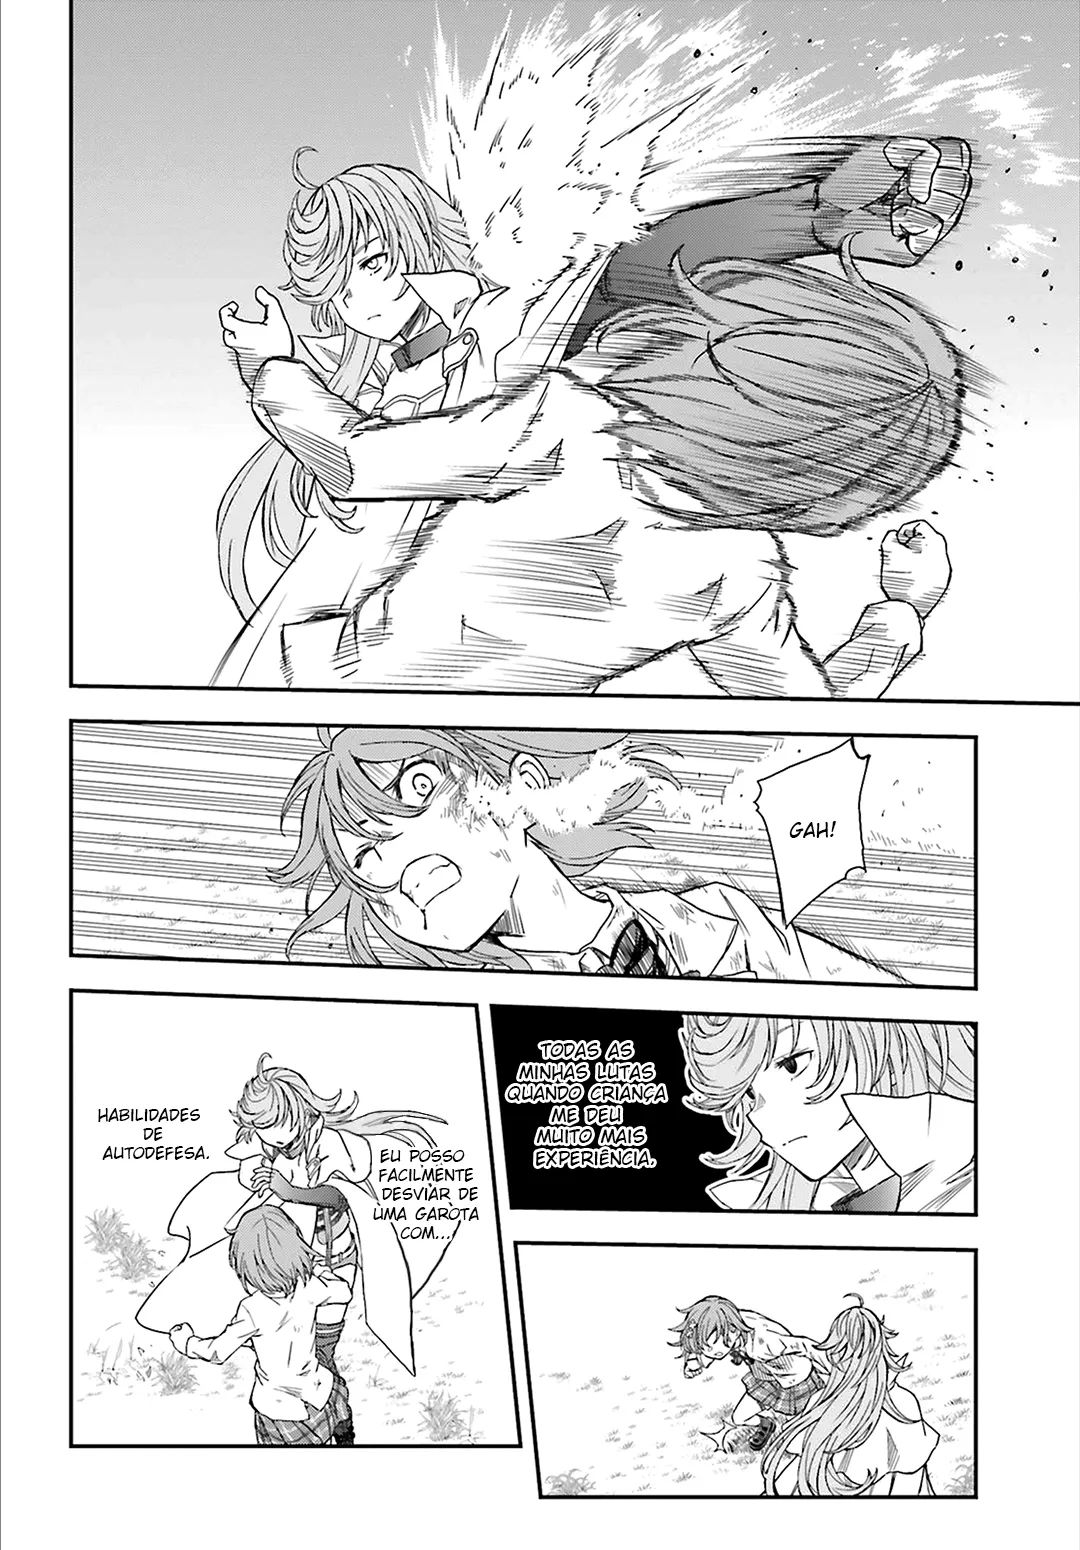 GAH!
TODAS AS
MINHAS LUTAS
QUANDO CRIANÇA
ME DEU
MUITO MAIS
EXPERIÊNCIA.
EU POSSO
FACILMENTE
DESVIAR DE
UMA GAROTA
COM...
HABILIDADES
DE
AUTODEFESA.